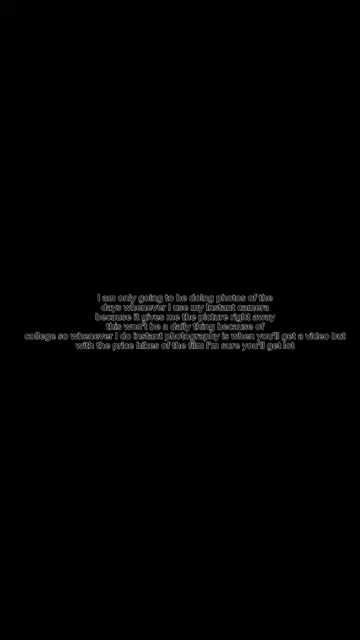 I am only going to be doing photos of the
days whenever I use my Instant camera
because it gives me the picture right away
this won't be a daily thing because of
college so whenever I do instant photography is when you'll get a video but
with the price hikes of the film I'm sure you'll get lot